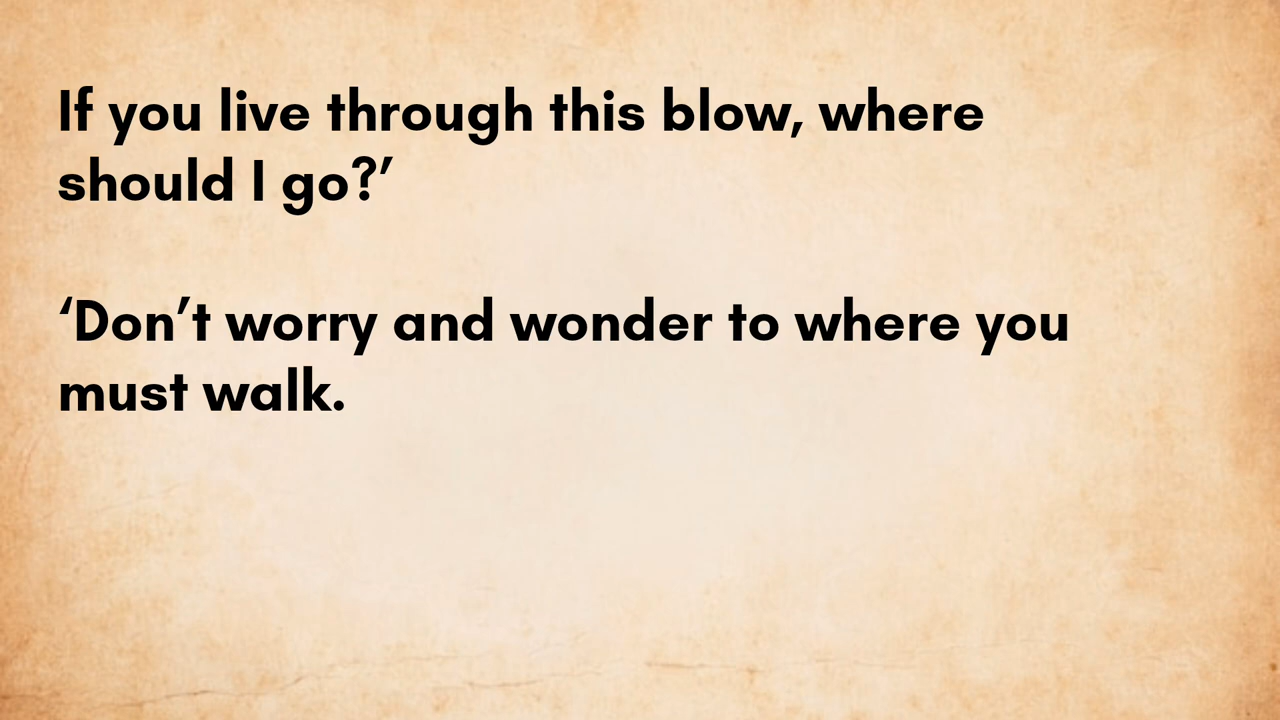 If you live through this blow, where
should I go?’
‘Don’t worry and wonder to where you
must walk.